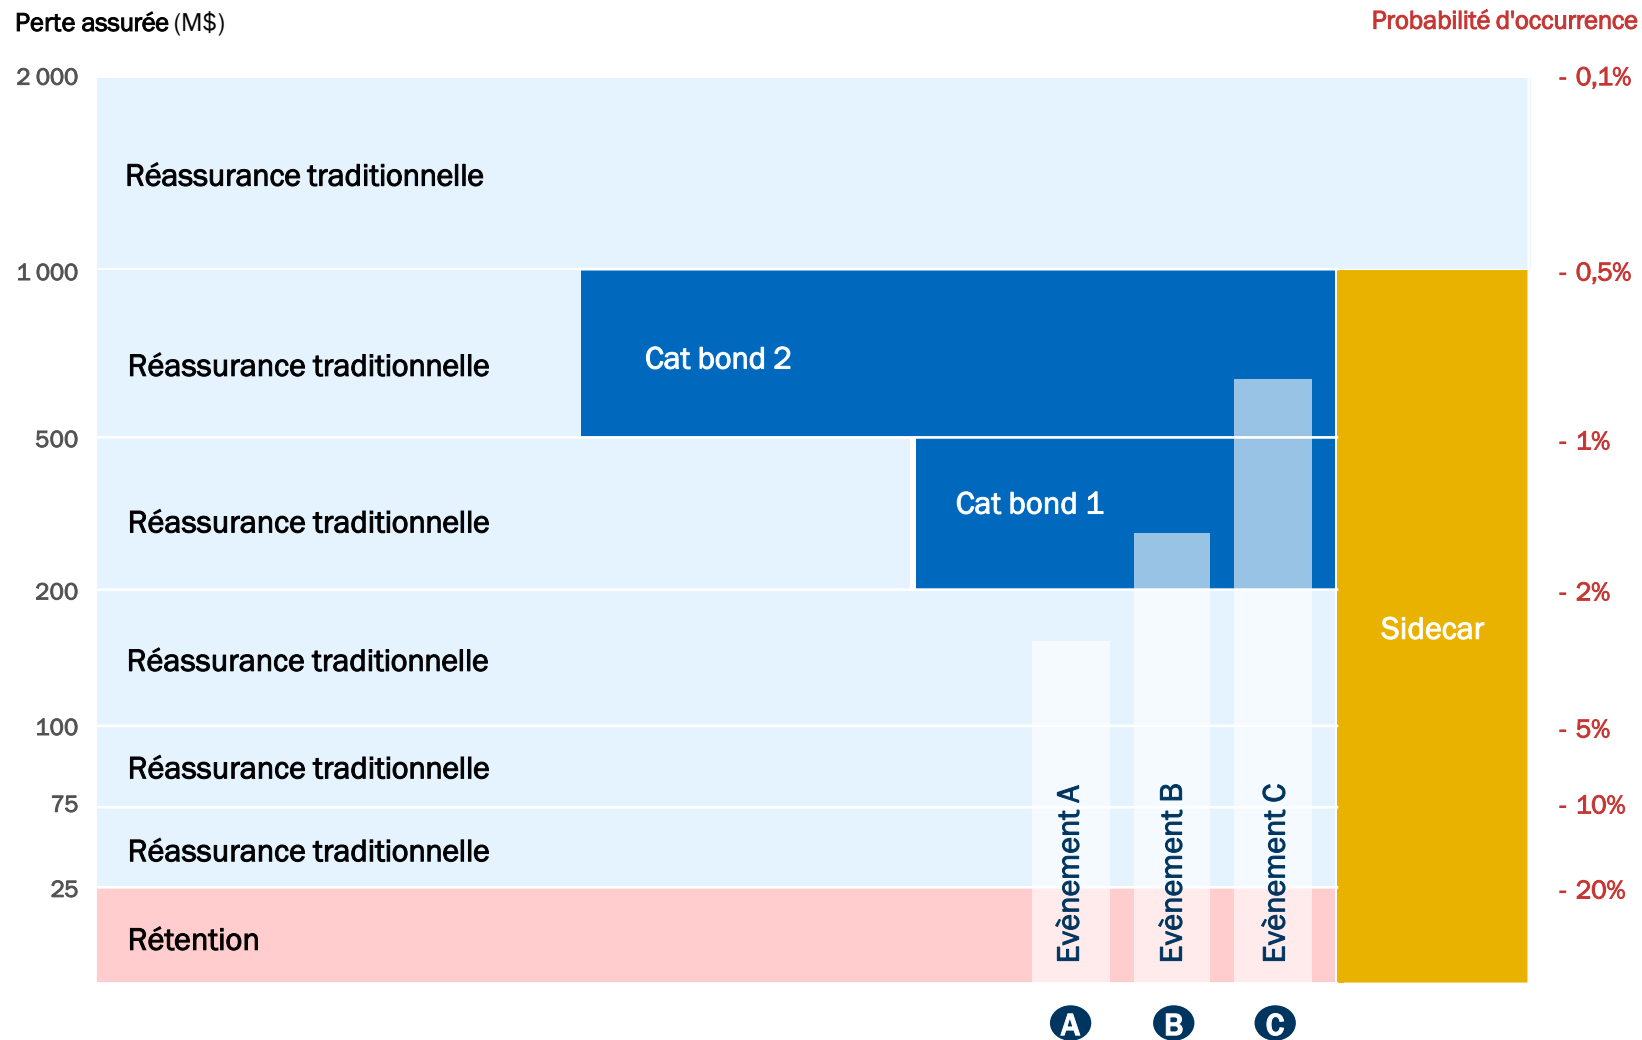 Perte assurée (M$)
Probabilité d'occurrence
2 000
- 0,1%
Réassurance traditionnelle
1 000
- 0,5%
Réassurance traditionnelle
Cat bond 2
500
- 1%
Réassurance traditionnelle
Cat bond 1
200
- 2%
Réassurance traditionnelle
Sidecar
100
- 5%
Réassurance traditionnelle
75
- 10%
Réassurance traditionnelle
25
- 20%
Rétention
Evènement A
Evènement B
Evènement C
A
B
C